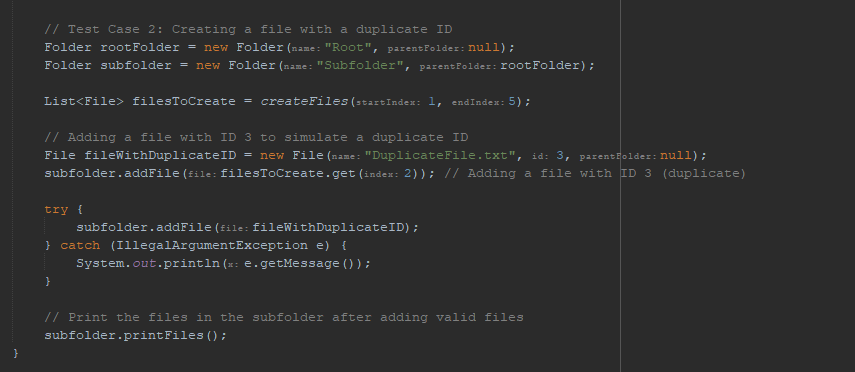 // Test Case 2: Creating a file with a duplicate ID
Folder rootFolder = new Folder(name: "Root", parentFolder: null);
Folder subfolder = new Folder(name: "Subfolder", parentFolder: rootFolder);
List<File> filesToCreate = createFiles(startIndex: 1, endIndex: 5);
// Adding a file with ID 3 to simulate a duplicate ID
File fileWithDuplicateID = new File(name: "DuplicateFile.txt", id: 3, parentFolder: null);
subfolder.addFile(file: filesToCreate.get(index: 2)); // Adding a file with ID 3 (duplicate)
try {
subfolder.addFile(file: fileWithDuplicateID);
} catch (IllegalArgumentException e) {
System.out.println(x: e.getMessage());
}
// Print the files in the subfolder after adding valid files
subfolder.printFiles();
}